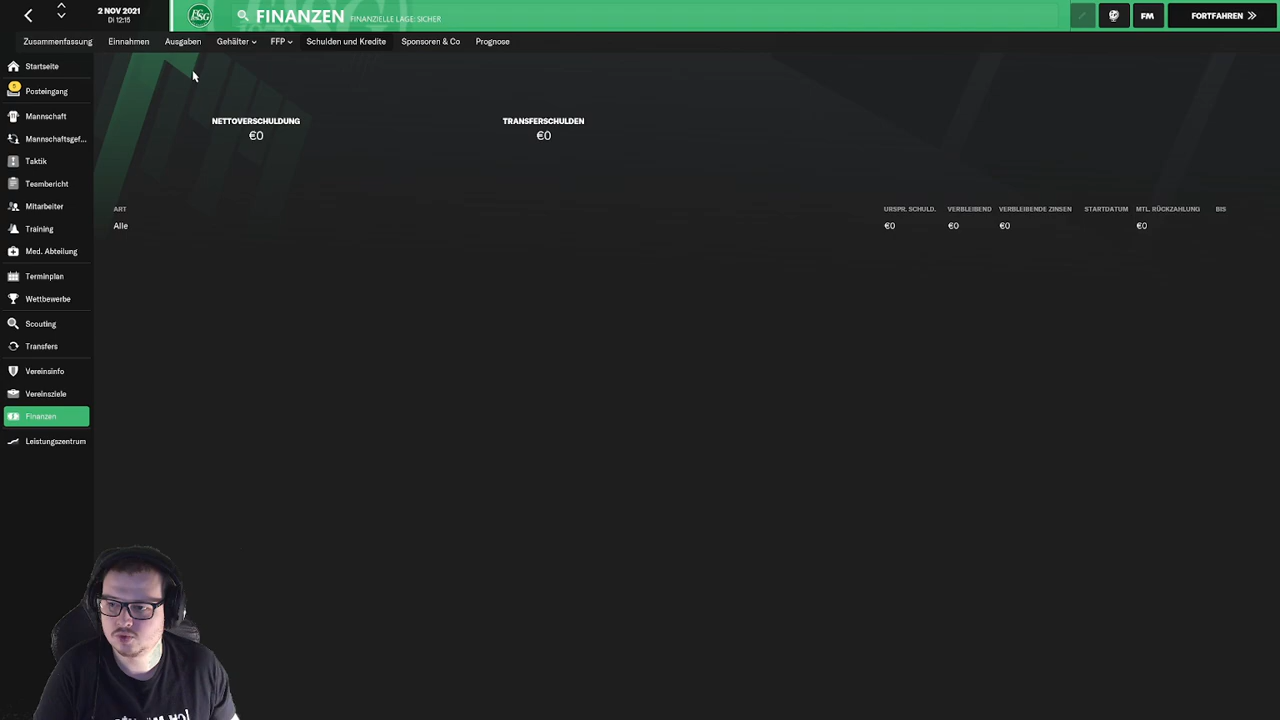 2 NOV 2021
DI 12:15
FINANZEN FINANZIELLE LAGE: SICHER
FM
FORTFAHREN
Zusammenfassung Einnahmen Ausgaben Gehälter FFP Schulden und Kredite Sponsoren & Co Prognose
Startseite
Posteingang
Mannschaft
Mannschaftsgef...
Taktik
Teambericht
Mitarbeiter
Training
Med. Abteilung
Terminplan
Wettbewerbe
Scouting
Transfers
Vereinsinfo
Vereinsziele
Finanzen
Leistungszentrum
NETTOVERSCHULDUNG
€0
TRANSFERSCHULDEN
€0
ART URSPR. SCHULD. VERBLEIBEND VERBLEIBENDE ZINSEN STARTDATUM MTL. RÜCKZAHLUNG BIS
Alle €0 €0 €0 €0